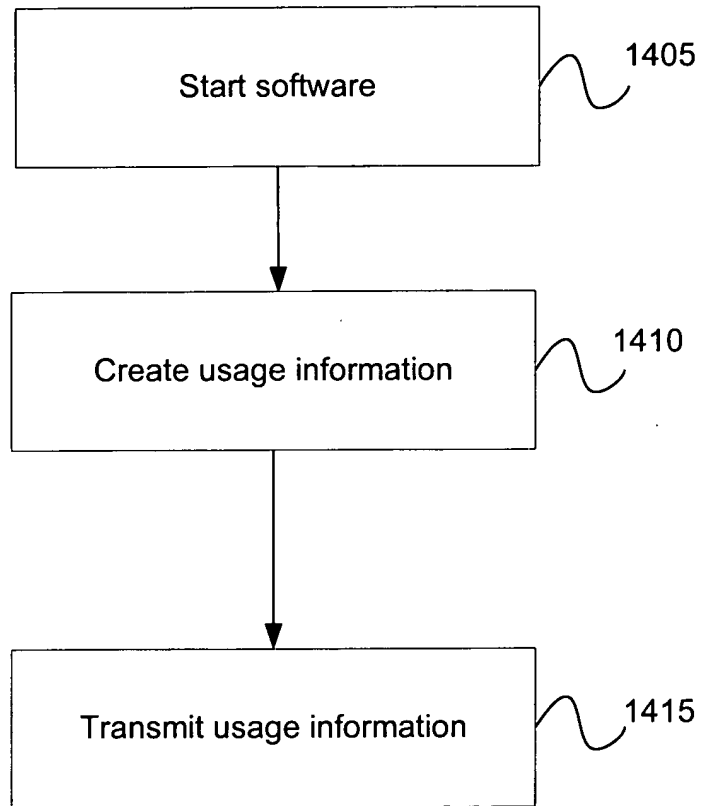 Start software
1405
Create usage information
1410
Transmit usage information
1415